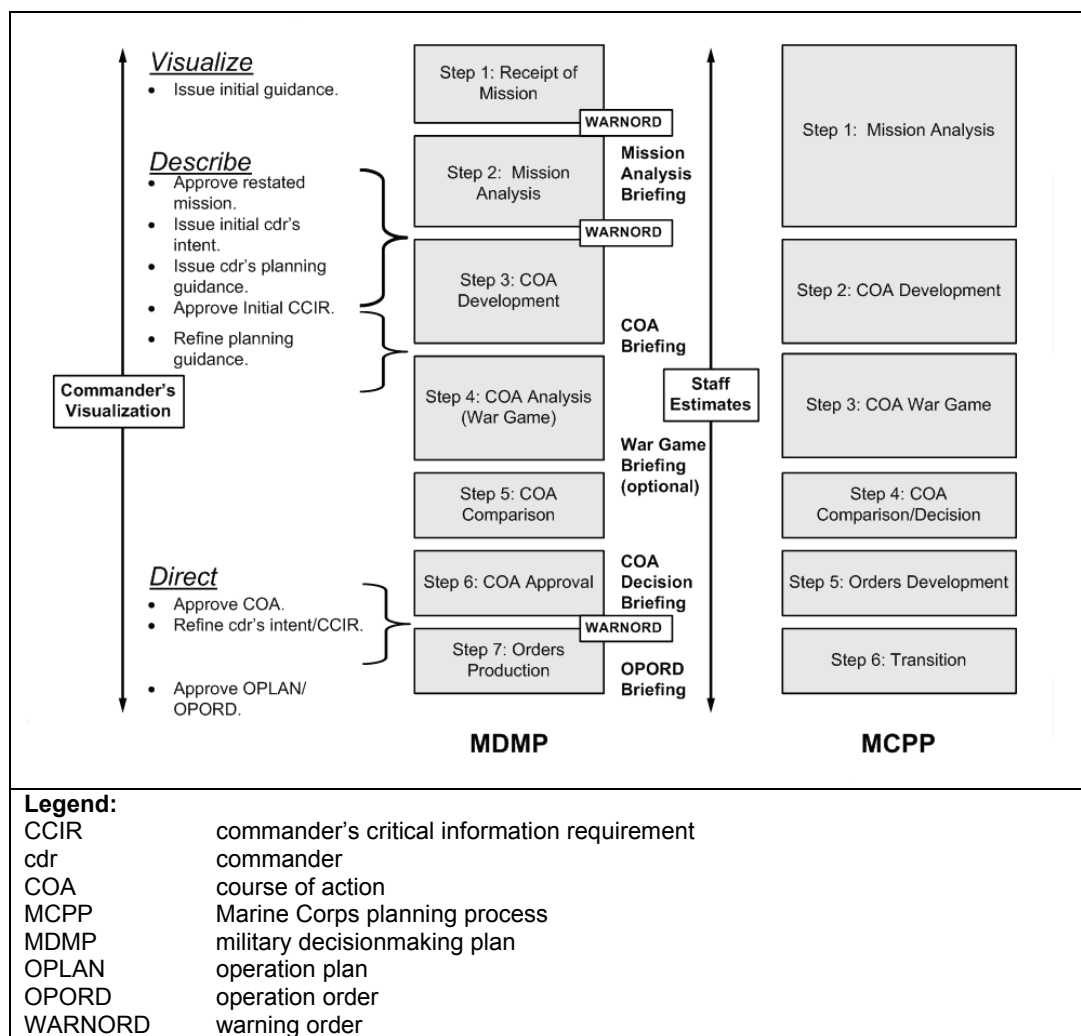 Visualize
• Issue initial guidance.
Describe
• Approve restated
mission.
• Issue initial cdr's
intent.
• Issue cdr's planning
guidance.
• Approve Initial CCIR.
• Refine planning
guidance.
Commander's
Visualization
Direct
• Approve COA.
• Refine cdr's intent/CCIR.
• Approve OPLAN/
OPORD.
Step 1: Receipt of
Mission
WARNORD
Step 2: Mission
Analysis
Mission
Analysis
Briefing
WARNORD
Step 3: COA
Development
COA
Briefing
Step 4: COA Analysis
(War Game)
War Game
Briefing
(optional)
Step 5: COA
Comparison
Step 6: COA Approval
COA
Decision
Briefing
WARNORD
Step 7: Orders
Production
OPORD
Briefing
MDMP
Staff
Estimates
Step 1: Mission Analysis
Step 2: COA Development
Step 3: COA War Game
Step 4: COA
Comparison/Decision
Step 5: Orders Development
Step 6: Transition
MCPP
Legend:
CCIR commander's critical information requirement
cdr commander
COA course of action
MCPP Marine Corps planning process
MDMP military decisionmaking plan
OPLAN operation plan
OPORD operation order
WARNORD warning order